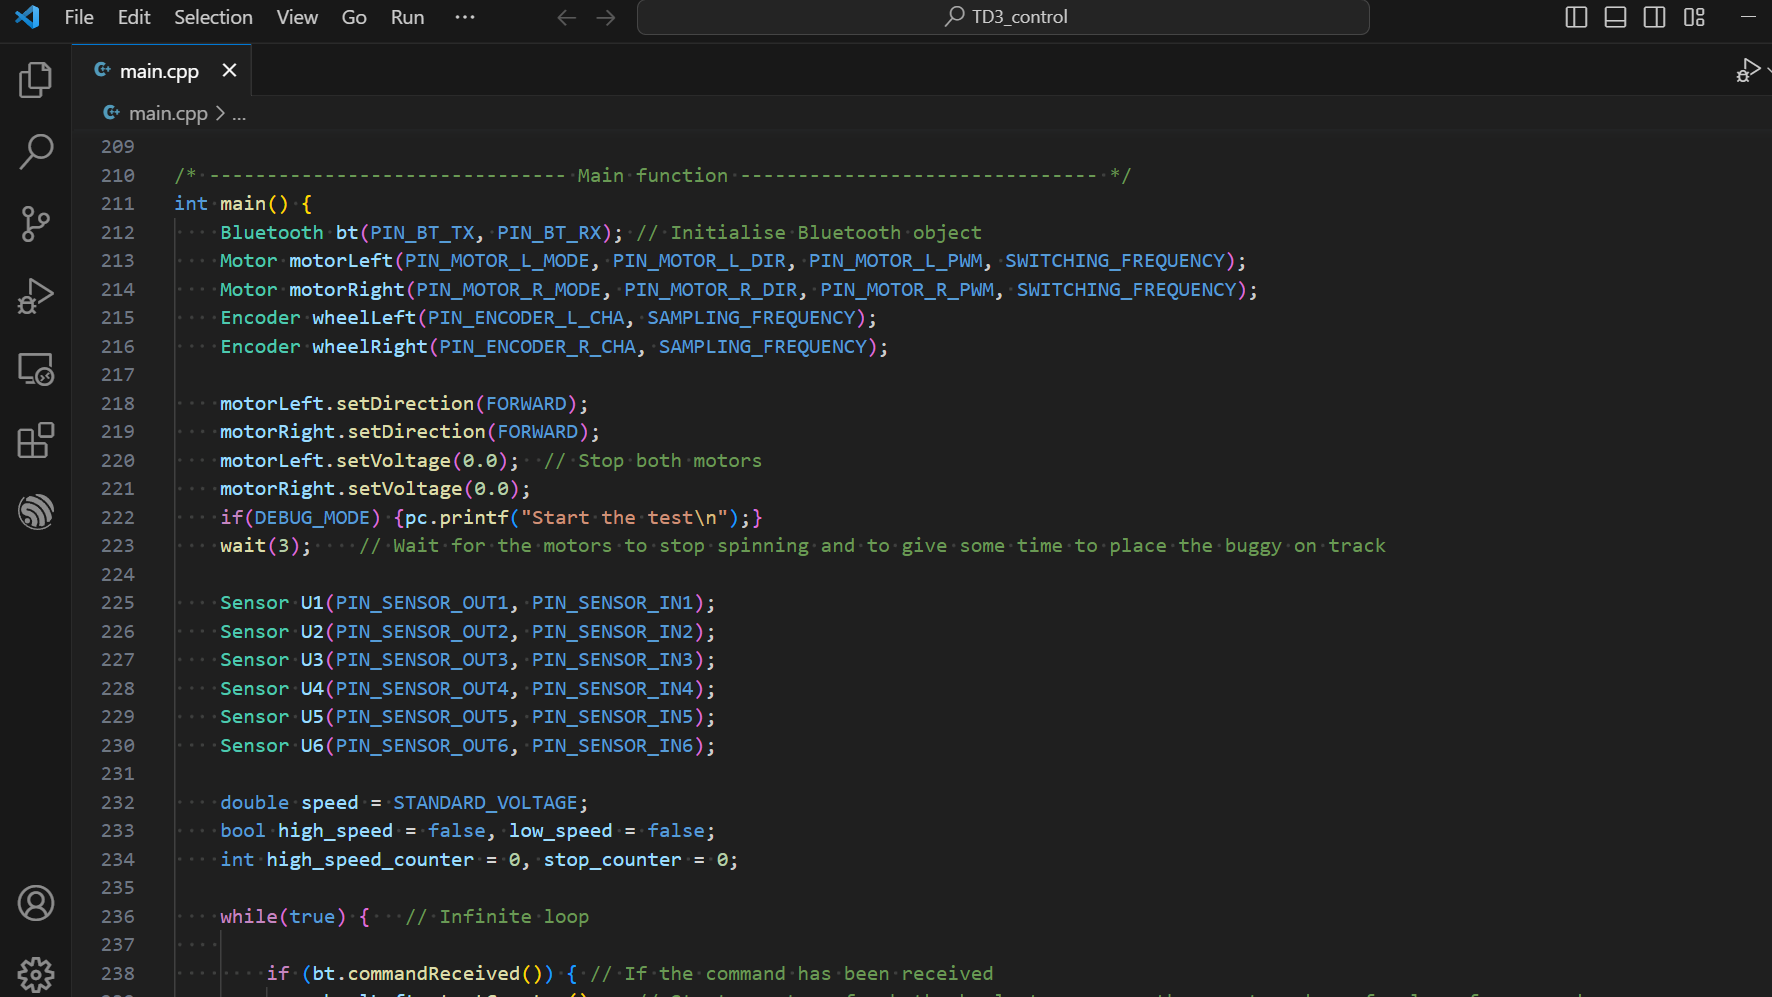 File Edit Selection View Go Run ··· TD3_control
main.cpp
main.cpp > ...
209
210 /* ------------------------------- Main function ------------------------------- */
211 int main() {
212 Bluetooth bt(PIN_BT_TX, PIN_BT_RX); // Initialise Bluetooth object
213 Motor motorLeft(PIN_MOTOR_L_MODE, PIN_MOTOR_L_DIR, PIN_MOTOR_L_PWM, SWITCHING_FREQUENCY);
214 Motor motorRight(PIN_MOTOR_R_MODE, PIN_MOTOR_R_DIR, PIN_MOTOR_R_PWM, SWITCHING_FREQUENCY);
215 Encoder wheelLeft(PIN_ENCODER_L_CHA, SAMPLING_FREQUENCY);
216 Encoder wheelRight(PIN_ENCODER_R_CHA, SAMPLING_FREQUENCY);
217
218 motorLeft.setDirection(FORWARD);
219 motorRight.setDirection(FORWARD);
220 motorLeft.setVoltage(0.0); // Stop both motors
221 motorRight.setVoltage(0.0);
222 if(DEBUG_MODE) {pc.printf("Start the test\n");}
223 wait(3); // Wait for the motors to stop spinning and to give some time to place the buggy on track
224
225 Sensor U1(PIN_SENSOR_OUT1, PIN_SENSOR_IN1);
226 Sensor U2(PIN_SENSOR_OUT2, PIN_SENSOR_IN2);
227 Sensor U3(PIN_SENSOR_OUT3, PIN_SENSOR_IN3);
228 Sensor U4(PIN_SENSOR_OUT4, PIN_SENSOR_IN4);
229 Sensor U5(PIN_SENSOR_OUT5, PIN_SENSOR_IN5);
230 Sensor U6(PIN_SENSOR_OUT6, PIN_SENSOR_IN6);
231
232 double speed = STANDARD_VOLTAGE;
233 bool high_speed = false, low_speed = false;
234 int high_speed_counter = 0, stop_counter = 0;
235
236 while(true) { // Infinite loop
237
238 if (bt.commandReceived()) { // If the command has been received